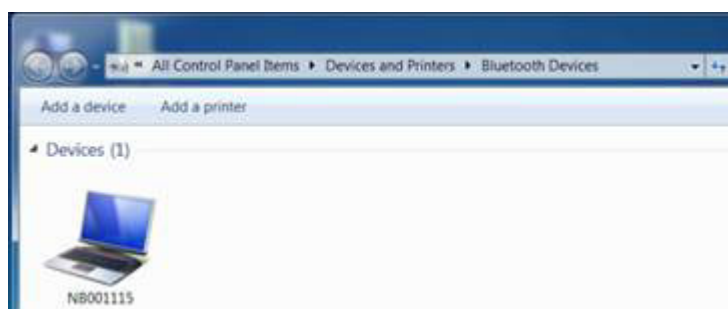 All Control Panel Items ▸ Devices and Printers ▸ Bluetooth Devices
Add a device Add a printer
Devices (1)
NB001115